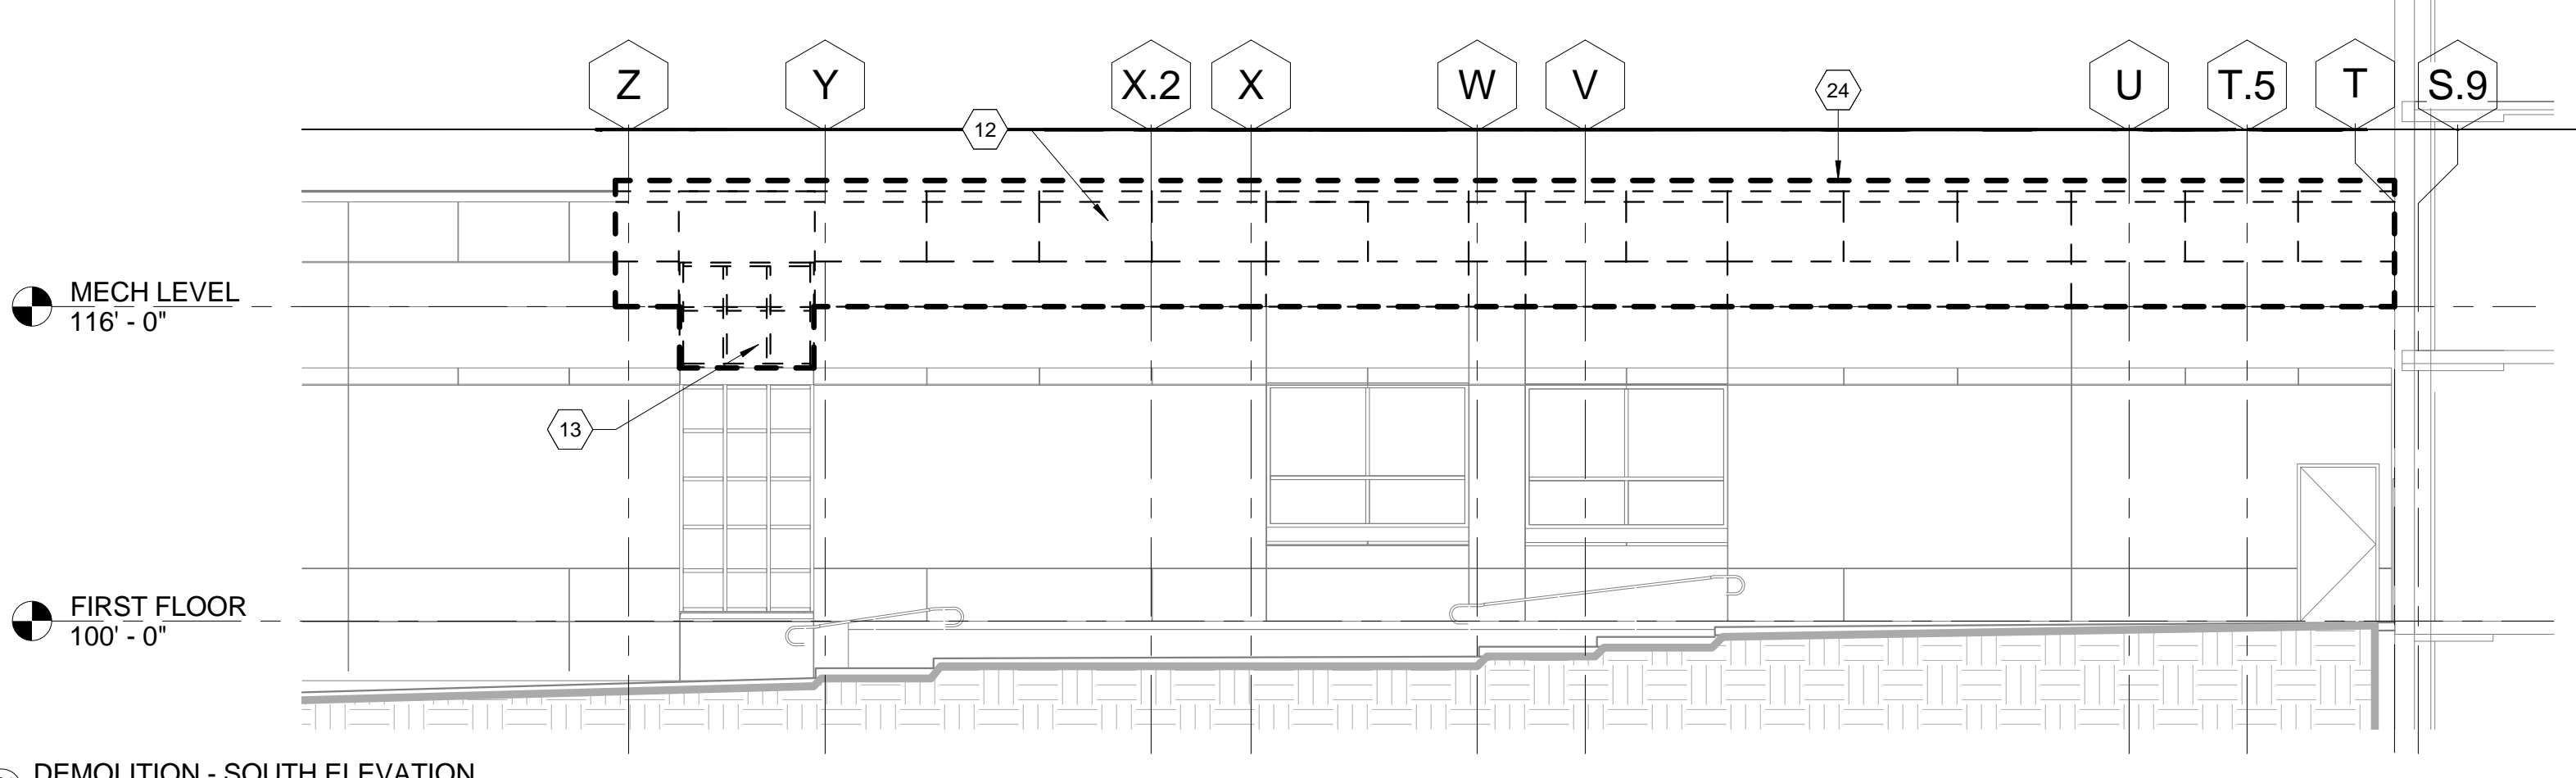 Z Y X.2 X W V U T.5 T S.9
24
12
MECH LEVEL
116' - 0"
13
FIRST FLOOR
100' - 0"
DEMOLITION - SOUTH ELEVATION